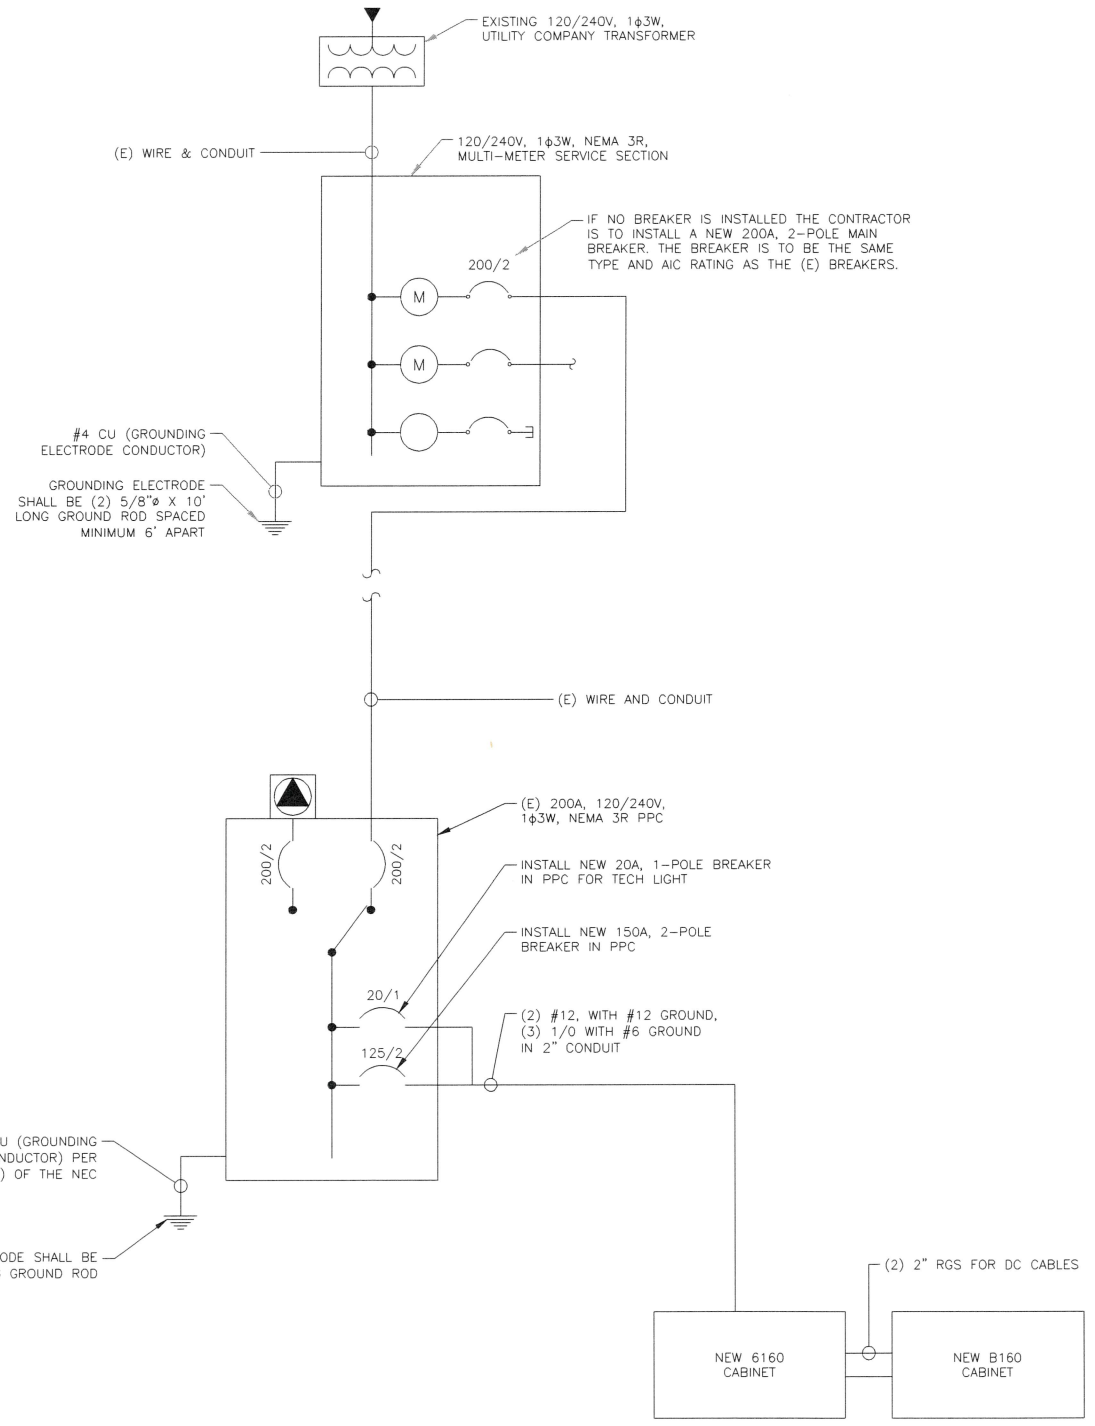 EXISTING 120/240V, 1ϕ3W,
UTILITY COMPANY TRANSFORMER
(E) WIRE & CONDUIT
120/240V, 1ϕ3W, NEMA 3R,
MULTI-METER SERVICE SECTION
IF NO BREAKER IS INSTALLED THE CONTRACTOR
IS TO INSTALL A NEW 200A, 2-POLE MAIN
BREAKER. THE BREAKER IS TO BE THE SAME
TYPE AND AIC RATING AS THE (E) BREAKERS.
200/2
M
M
#4 CU (GROUNDING
ELECTRODE CONDUCTOR)
GROUNDING ELECTRODE
SHALL BE (2) 5/8"ø X 10'
LONG GROUND ROD SPACED
MINIMUM 6' APART
(E) WIRE AND CONDUIT
(E) 200A, 120/240V,
1ϕ3W, NEMA 3R PPC
200/2
200/2
INSTALL NEW 20A, 1-POLE BREAKER
IN PPC FOR TECH LIGHT
INSTALL NEW 150A, 2-POLE
BREAKER IN PPC
20/1
125/2
(2) #12, WITH #12 GROUND,
(3) 1/0 WITH #6 GROUND
IN 2" CONDUIT
U (GROUNDING
NDUCTOR) PER
) OF THE NEC
ODE SHALL BE
GROUND ROD
(2) 2" RGS FOR DC CABLES
NEW 6160
CABINET
NEW B160
CABINET